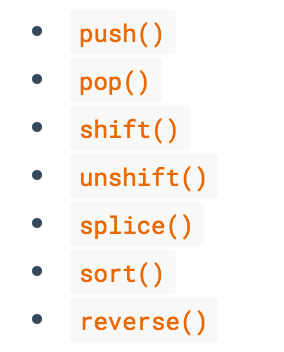 push()
pop()
shift()
unshift()
splice()
sort()
reverse()